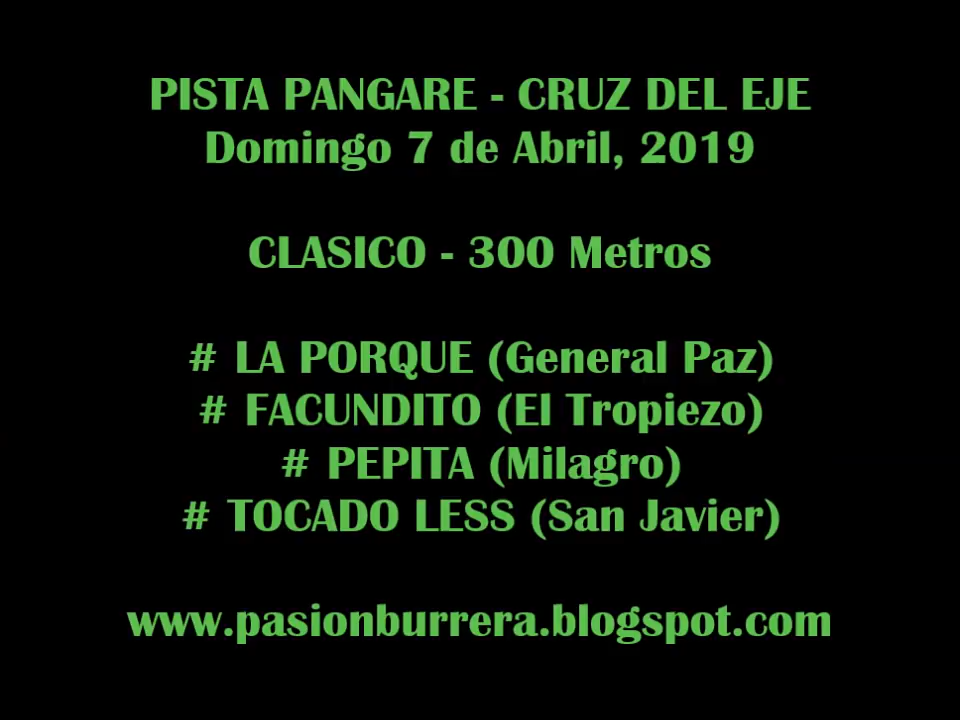 PISTA PANGARE - CRUZ DEL EJE
Domingo 7 de Abril, 2019
CLASICO - 300 Metros
# LA PORQUE (General Paz)
# FACUNDITO (El Tropiezo)
# PEPITA (Milagro)
# TOCADO LESS (San Javier)
www.pasionburrera.blogspot.com